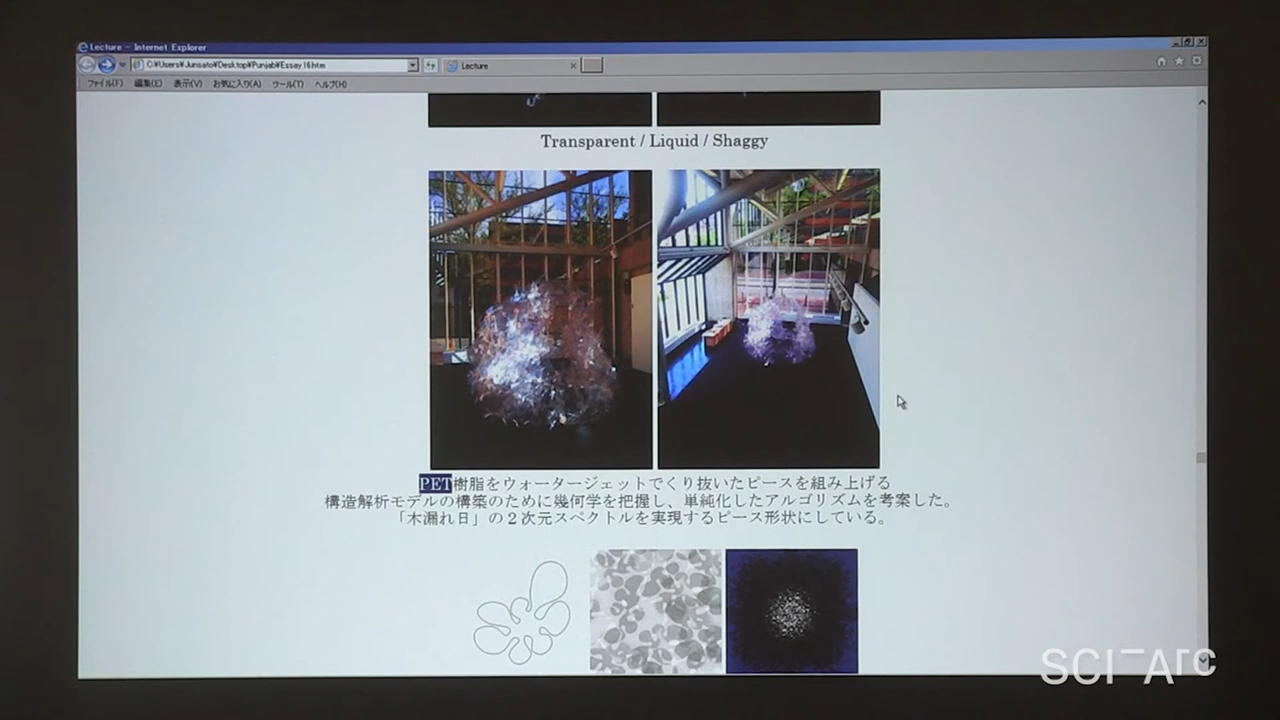 Lecture - Internet Explorer
C:¥Users¥Junsato¥Desktop¥Punjab¥Essay16.htm
Lecture
ファイル(F) 編集(E) 表示(V) お気に入り(A) ツール(T) ヘルプ(H)
Transparent / Liquid / Shaggy
PET樹脂をウォータージェットでくり抜いたピースを組み上げる
構造解析モデルの構築のために幾何学を把握し、単純化したアルゴリズムを考案した。
「木漏れ日」の２次元スペクトルを実現するピース形状にしている。
SCI-Arc